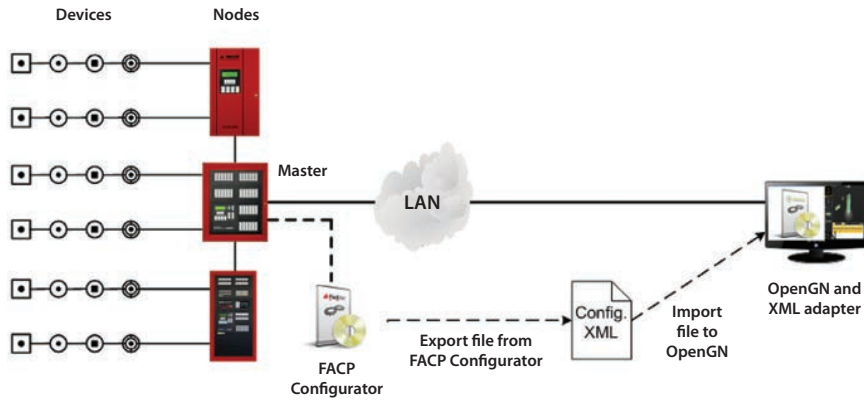 Devices
Nodes
Master
LAN
FACP
Configurator
Export file from
FACP Configurator
Config.
XML
Import
file to
OpenGN
OpenGN and
XML adapter